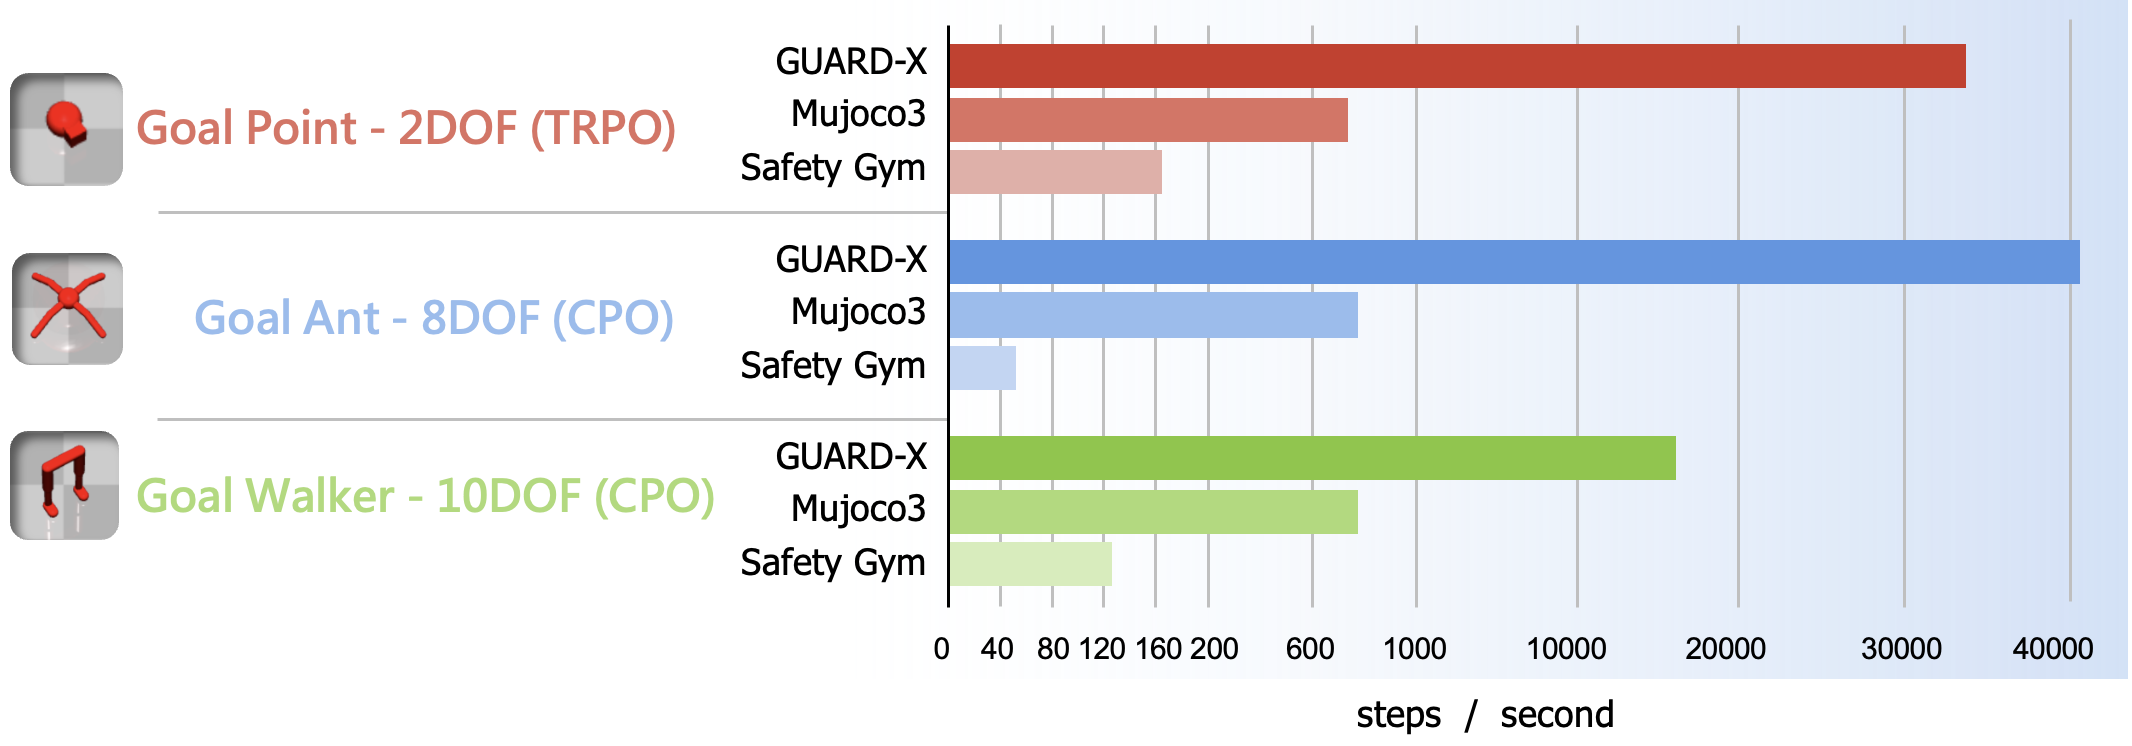 GUARD-X
Mujoco3
Safety Gym
Goal Point - 2DOF (TRPO)
GUARD-X
Mujoco3
Safety Gym
Goal Ant - 8DOF (CPO)
GUARD-X
Mujoco3
Safety Gym
Goal Walker - 10DOF (CPO)
0 40 80 120 160 200 600 1000 10000 20000 30000 40000
steps / second